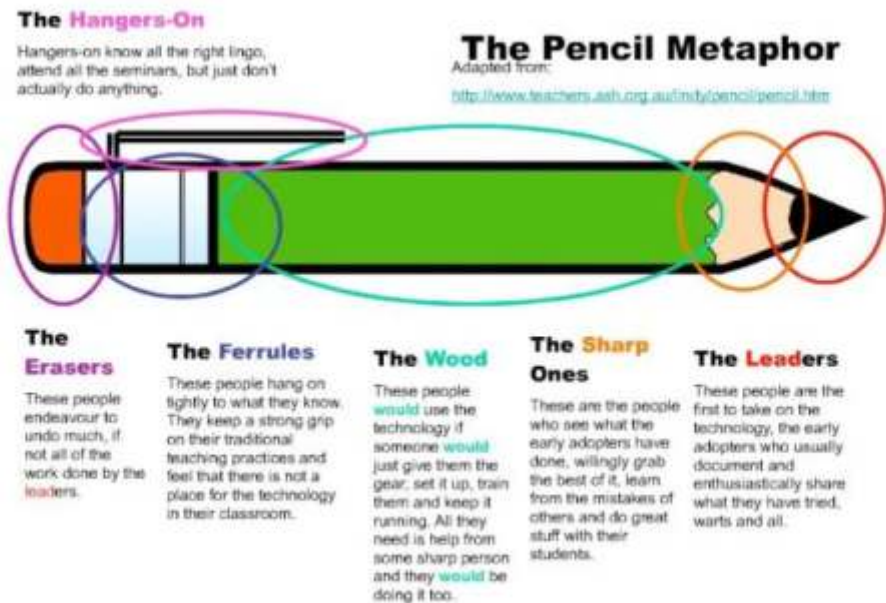 The Hangers-On
Hangers-on know all the right lingo,
attend all the seminars, but just don't
actually do anything.
The Pencil Metaphor
Adapted from:
http://www.teachers.ash.org.au/lindy/pencil/pencil.htm
The
Erasers
These people
endeavour to
undo much, if
not all of the
work done by the
leaders.
The Ferrules
These people hang on
tightly to what they know.
They keep a strong grip
on their traditional
teaching practices and
feel that there is not a
place for the technology
in their classroom.
The Wood
These people
would use the
technology if
someone would
just give them the
gear, set it up, train
them and keep it
running. All they
need is help from
some sharp person
and they would be
doing it too.
The Sharp
Ones
These are the people
who see what the
early adopters have
done, willingly grab
the best of it, learn
from the mistakes of
others and do great
stuff with their
students.
The Leaders
These people are the
first to take on the
technology, the early
adopters who usually
document and
enthusiastically share
what they have tried,
warts and all.